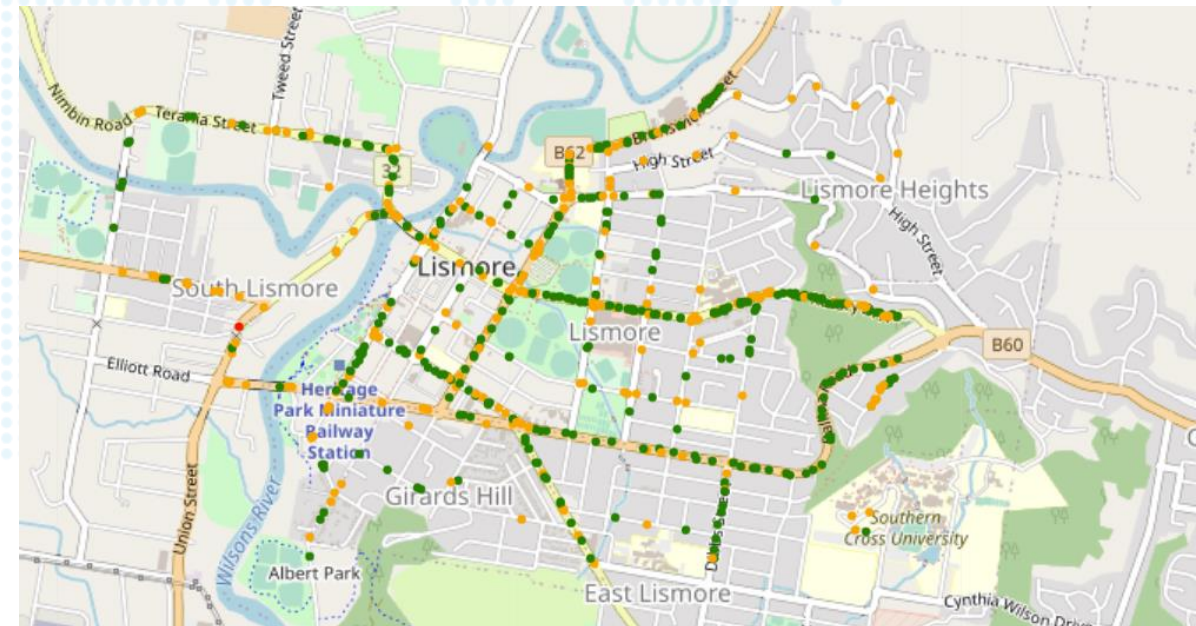 Tweed Street
Nimbin Road
Terania Street
B62
High Street
Lismore Heights
High Street
Lismore
South Lismore
Lismore
B60
Elliott Road
Heritage
Park Miniature
Railway
Station
Girards Hill
Union Street
Wilsons River
Southern
Cross University
Albert Park
East Lismore
Cynthia Wilson Drive